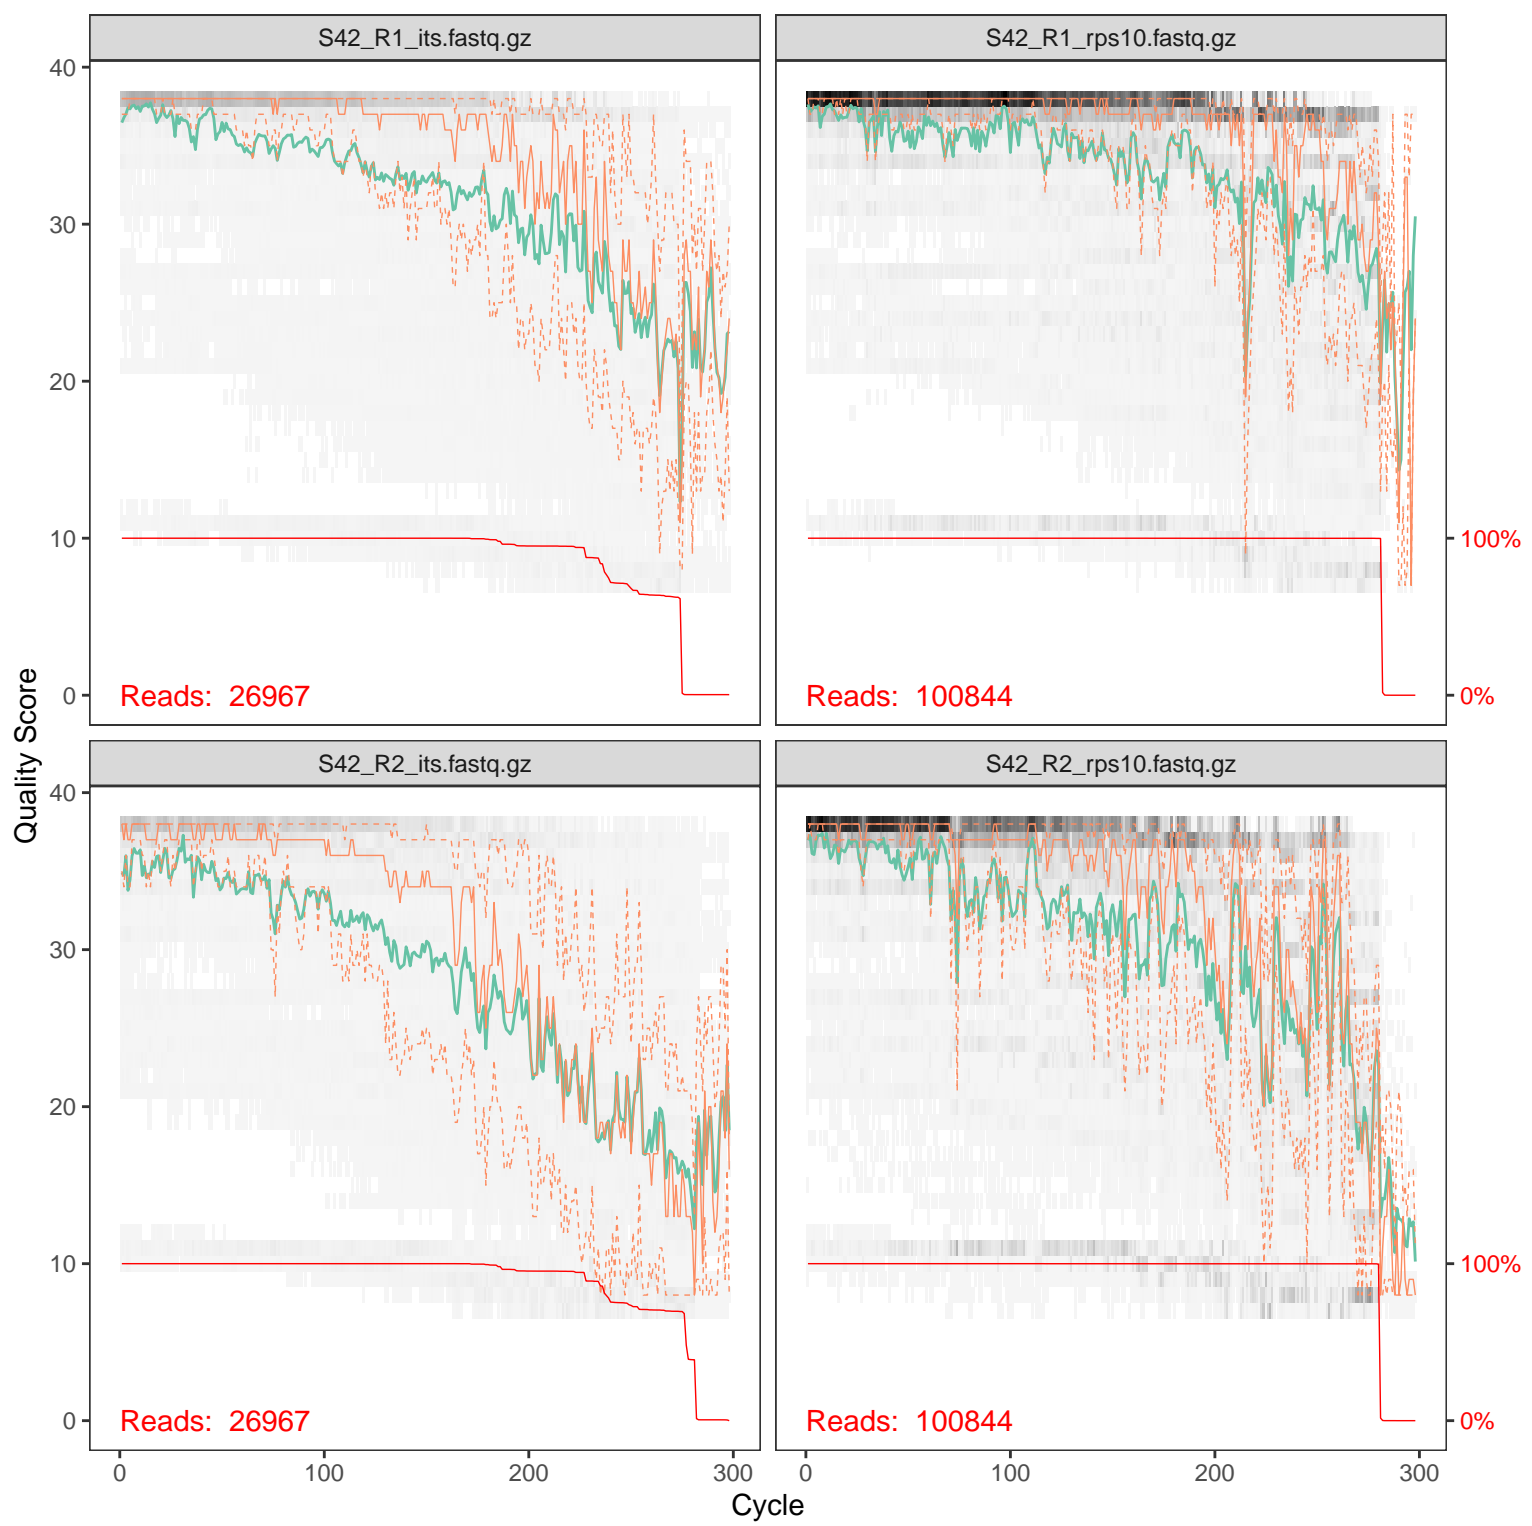 S42_R1_its.fastq.gz
S42_R1_rps10.fastq.gz
40
30
20
10
0
100%
0%
Reads:  26967
Reads:  100844
Quality Score
S42_R2_its.fastq.gz
S42_R2_rps10.fastq.gz
40
30
20
10
0
100%
0%
Reads:  26967
Reads:  100844
0 100 200 300
0 100 200 300
Cycle